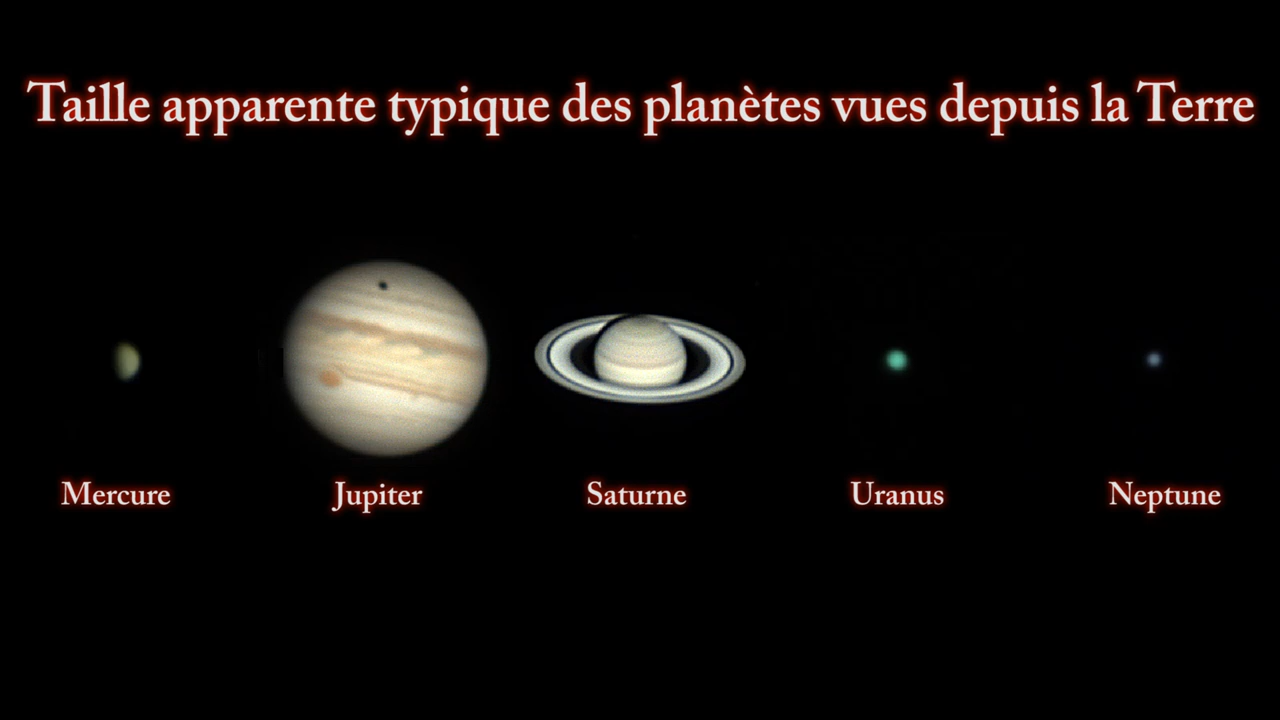 Taille apparente typique des planètes vues depuis la Terre
Mercure
Jupiter
Saturne
Uranus
Neptune